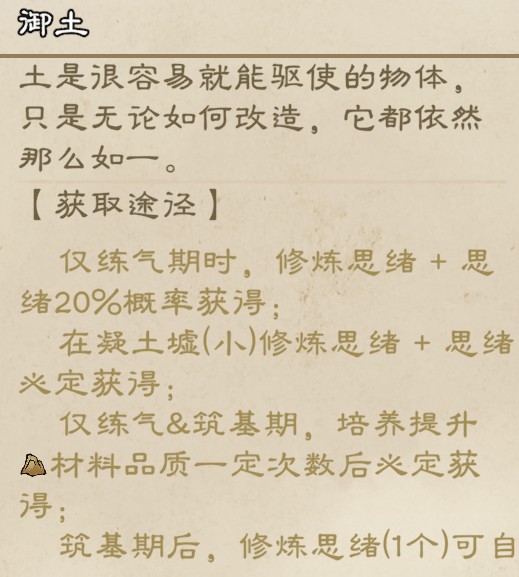 御土
土是很容易就能驱使的物体，
只是无论如何改造，它都依然
那么如一。
【获取途径】
仅练气期时，修炼思绪 + 思
绪20%概率获得；
在凝土墟(小)修炼思绪 + 思绪
必定获得；
仅练气&筑基期，培养提升
材料品质一定次数后必定获
得；
筑基期后，修炼思绪(1个)可自